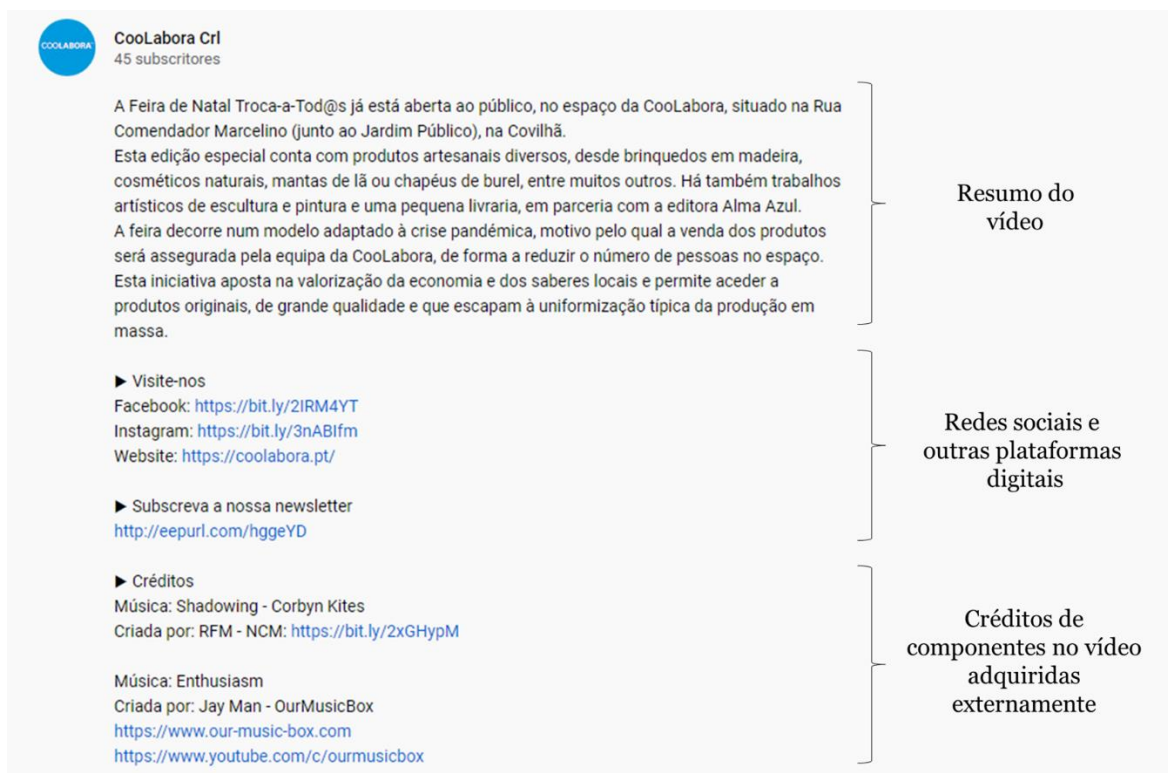 COOLABORA
CooLabora Crl
45 subscritores
A Feira de Natal Troca-a-Tod@s já está aberta ao público, no espaço da CooLabora, situado na Rua
Comendador Marcelino (junto ao Jardim Público), na Covilhã.
Esta edição especial conta com produtos artesanais diversos, desde brinquedos em madeira,
cosméticos naturais, mantas de lã ou chapéus de burel, entre muitos outros. Há também trabalhos
artísticos de escultura e pintura e uma pequena livraria, em parceria com a editora Alma Azul.
A feira decorre num modelo adaptado à crise pandémica, motivo pelo qual a venda dos produtos
será assegurada pela equipa da CooLabora, de forma a reduzir o número de pessoas no espaço.
Esta iniciativa aposta na valorização da economia e dos saberes locais e permite aceder a
produtos originais, de grande qualidade e que escapam à uniformização típica da produção em
massa.
Resumo do
vídeo
▶ Visite-nos
Facebook: https://bit.ly/2IRM4YT
Instagram: https://bit.ly/3nABIfm
Website: https://coolabora.pt/
▶ Subscreva a nossa newsletter
http://eepurl.com/hggeYD
Redes sociais e
outras plataformas
digitais
▶ Créditos
Música: Shadowing - Corbyn Kites
Criada por: RFM - NCM: https://bit.ly/2xGHypM
Música: Enthusiasm
Criada por: Jay Man - OurMusicBox
https://www.our-music-box.com
https://www.youtube.com/c/ourmusicbox
Créditos de
componentes no vídeo
adquiridas
externamente